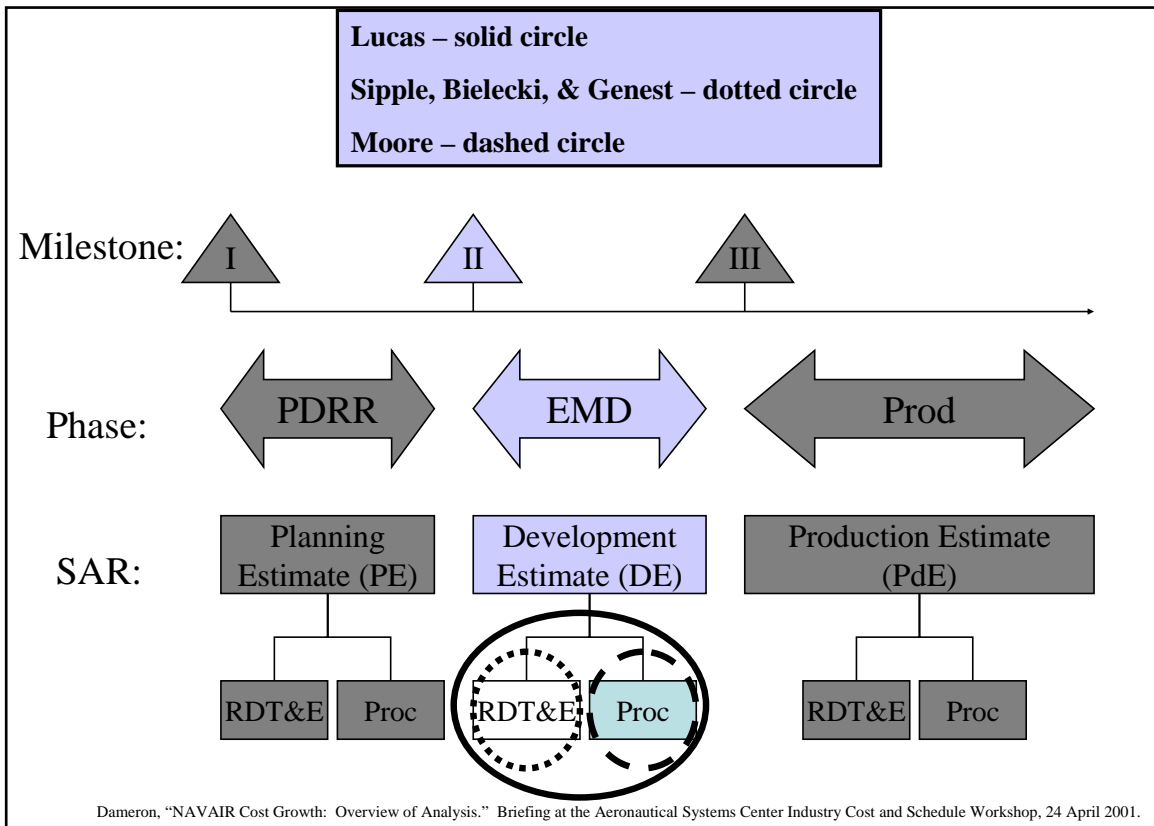 Lucas – solid circle
Sipple, Bielecki, & Genest – dotted circle
Moore – dashed circle
Milestone:
I
II
III
Phase:
PDRR
EMD
Prod
SAR:
Planning
Estimate (PE)
Development
Estimate (DE)
Production Estimate
(PdE)
RDT&E
Proc
RDT&E
Proc
RDT&E
Proc
Dameron, “NAVAIR Cost Growth: Overview of Analysis.” Briefing at the Aeronautical Systems Center Industry Cost and Schedule Workshop, 24 April 2001.